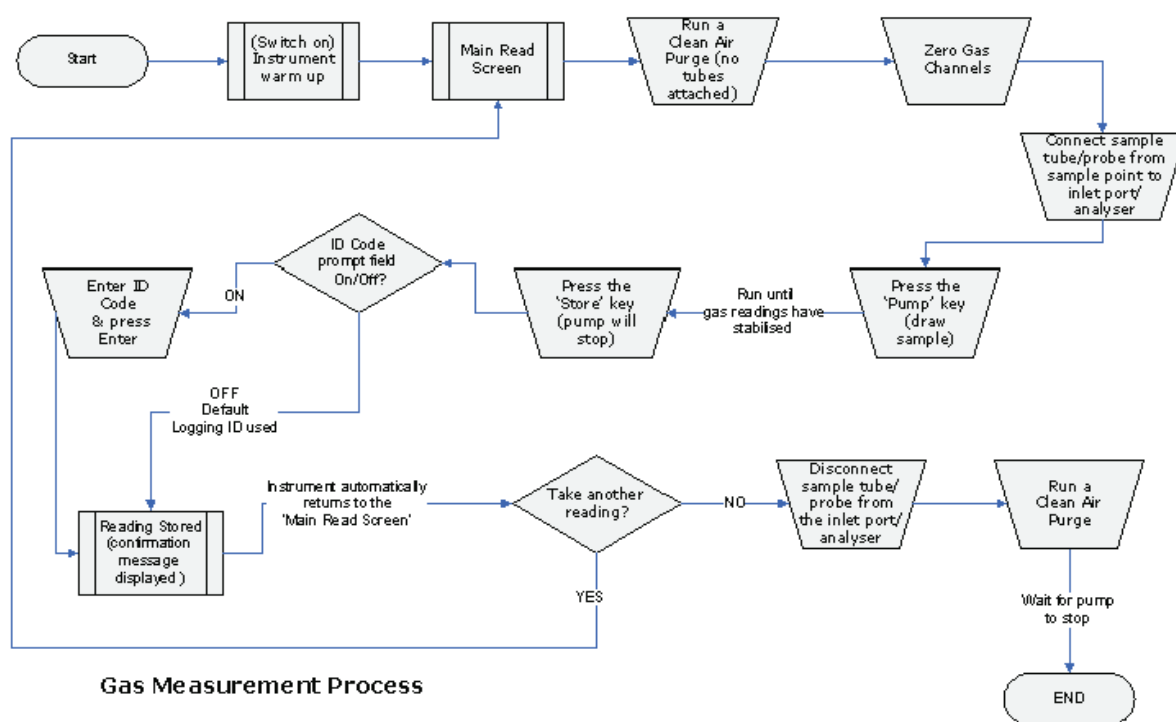 Start
(Switch on)
Instrument
warm up
Main Read
Screen
Run a
Clean Air
Purge (no
tubes
attached)
Zero Gas
Channels
Connect sample
tube/probe from
sample point to
inlet port/
analyser
ID Code
prompt field
On/Off?
Enter ID
Code
& press
Enter
ON
Press the
'Store' key
(pump will
stop)
Run until
gas readings have
stabilised
Press the
'Pump' key
(draw
sample)
OFF
Default
Logging ID used
Reading Stored
(confirmation
message
displayed)
Instrument automatically
returns to the
'Main Read Screen'
Take another
reading?
NO
Disconnect
sample tube/
probe from
the inlet port/
analyser
Run a
Clean Air
Purge
YES
Wait for pump
to stop
END
Gas Measurement Process